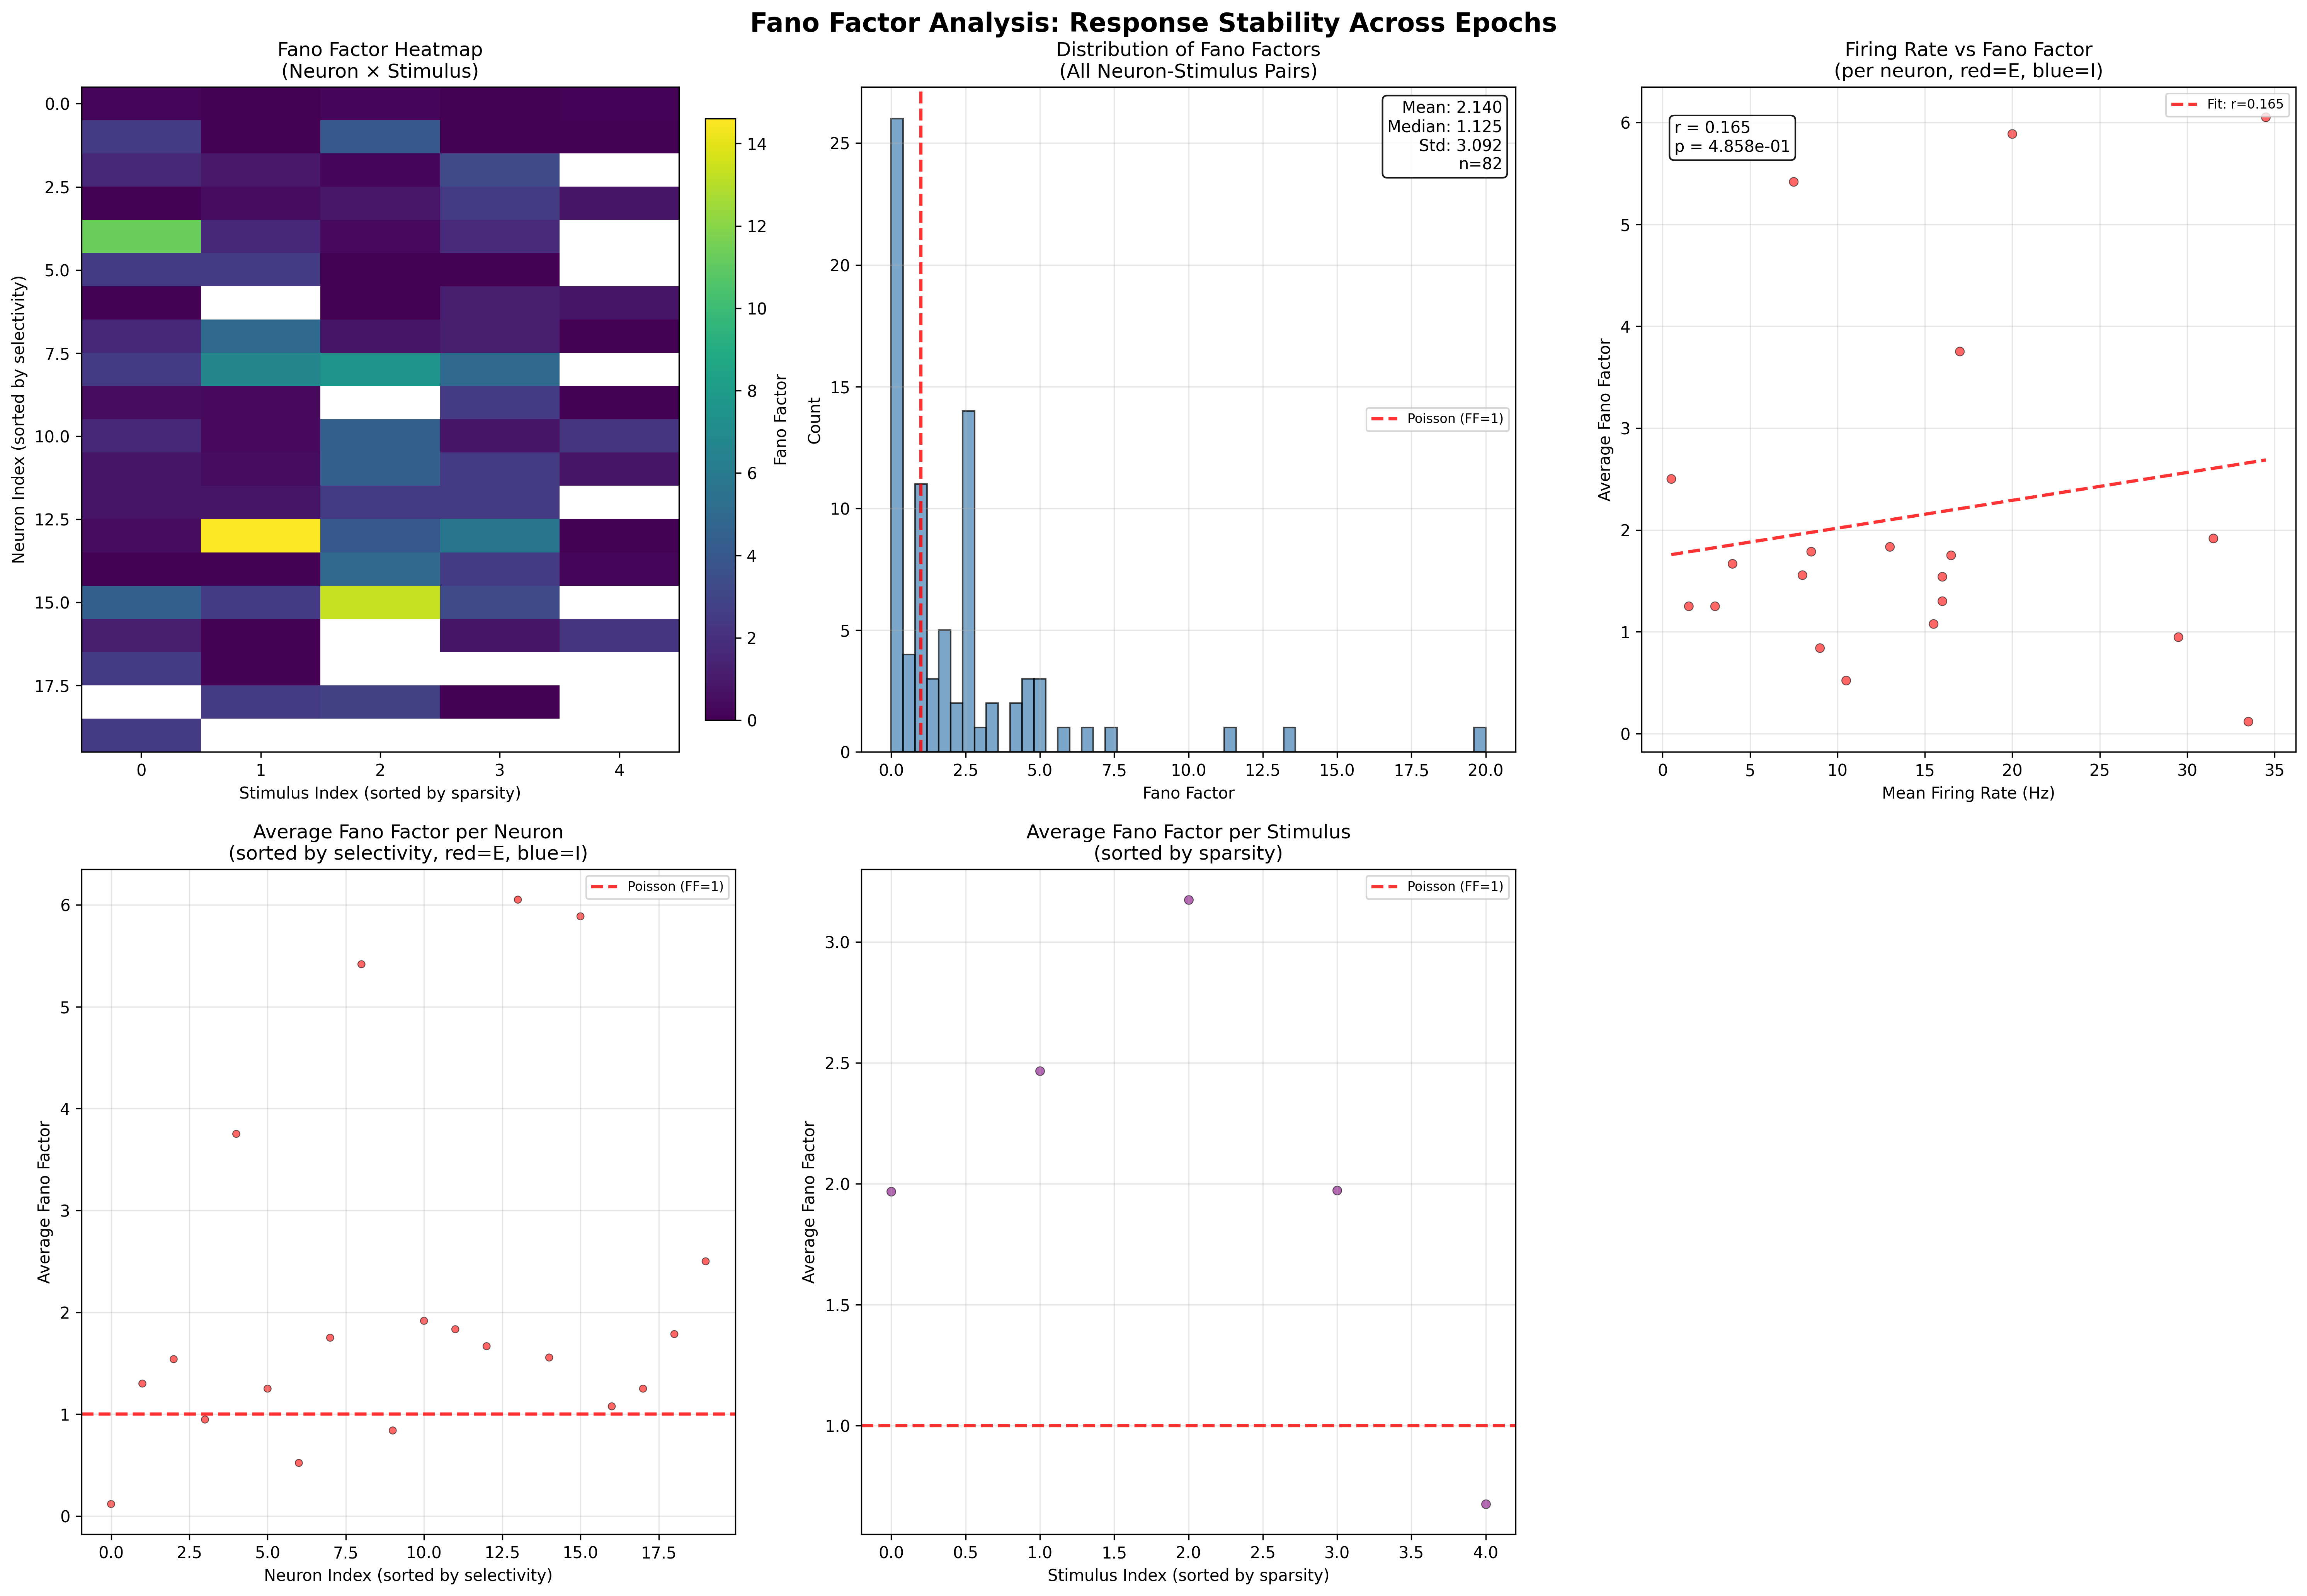 Fano Factor Analysis: Response Stability Across Epochs
Fano Factor Heatmap
(Neuron × Stimulus)
0.0
2.5
5.0
7.5
10.0
12.5
15.0
17.5
Neuron Index (sorted by selectivity)
0 1 2 3 4
Stimulus Index (sorted by sparsity)
14
12
10
8
6
4
2
0
Fano Factor
Distribution of Fano Factors
(All Neuron-Stimulus Pairs)
Mean: 2.140
Median: 1.125
Std: 3.092
n=82
Poisson (FF=1)
25
20
15
10
5
0
Count
0.0 2.5 5.0 7.5 10.0 12.5 15.0 17.5 20.0
Fano Factor
Firing Rate vs Fano Factor
(per neuron, red=E, blue=I)
Fit: r=0.165
r = 0.165
p = 4.858e-01
6
5
4
3
2
1
0
Average Fano Factor
0 5 10 15 20 25 30 35
Mean Firing Rate (Hz)
Average Fano Factor per Neuron
(sorted by selectivity, red=E, blue=I)
Poisson (FF=1)
6
5
4
3
2
1
0
Average Fano Factor
0.0 2.5 5.0 7.5 10.0 12.5 15.0 17.5
Neuron Index (sorted by selectivity)
Average Fano Factor per Stimulus
(sorted by sparsity)
Poisson (FF=1)
3.0
2.5
2.0
1.5
1.0
Average Fano Factor
0.0 0.5 1.0 1.5 2.0 2.5 3.0 3.5 4.0
Stimulus Index (sorted by sparsity)